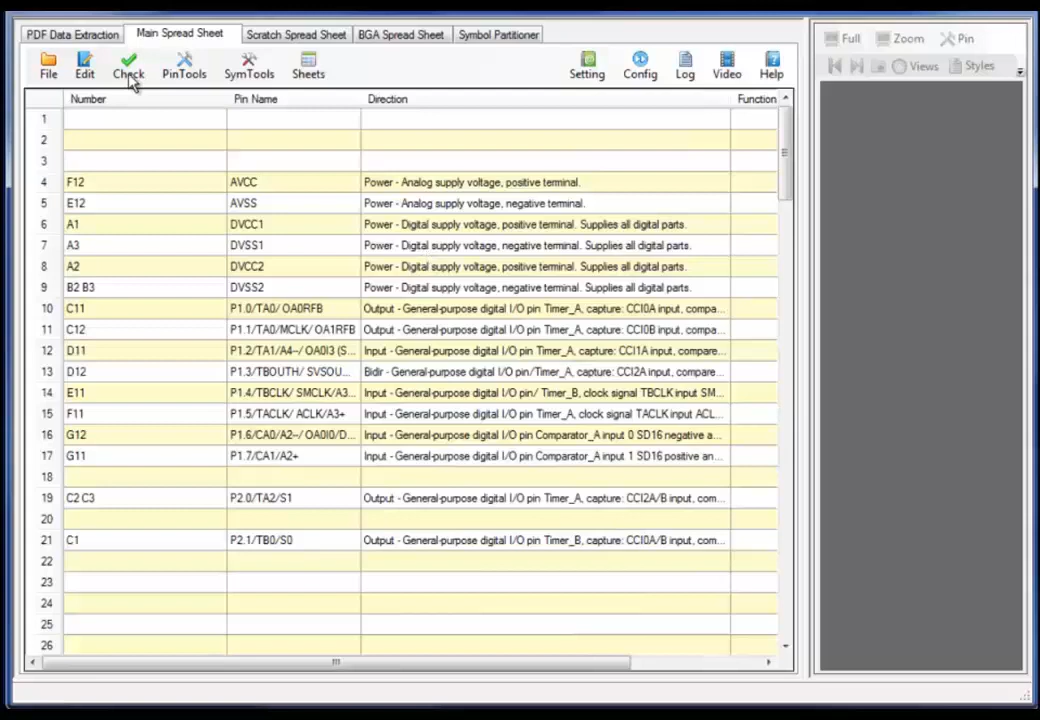 PDF Data Extraction Main Spread Sheet Scratch Spread Sheet BGA Spread Sheet Symbol Partitioner
File Edit Check PinTools SymTools Sheets Setting Config Log Video Help
Full Zoom Pin
Views Styles
Number Pin Name Direction Function
1
2
3
4 F12 AVCC Power - Analog supply voltage, positive terminal.
5 E12 AVSS Power - Analog supply voltage, negative terminal.
6 A1 DVCC1 Power - Digital supply voltage, positive terminal. Supplies all digital parts.
7 A3 DVSS1 Power - Digital supply voltage, negative terminal. Supplies all digital parts.
8 A2 DVCC2 Power - Digital supply voltage, positive terminal. Supplies all digital parts.
9 B2 B3 DVSS2 Power - Digital supply voltage, negative terminal. Supplies all digital parts.
10 C11 P1.0/TA0/ OA0RFB Output - General-purpose digital I/O pin Timer_A, capture: CCI0A input, compa...
11 C12 P1.1/TA0/MCLK/ OA1RFB Output - General-purpose digital I/O pin Timer_A, capture: CCI0B input, compa...
12 D11 P1.2/TA1/A4--/ OA0I3 (S... Input - General-purpose digital I/O pin Timer_A, capture: CCI1A input, compare...
13 D12 P1.3/TBOUTH/ SVSOU... Bidir - General-purpose digital I/O pin/Timer_A, capture: CCI2A input, compare...
14 E11 P1.4/TBCLK/ SMCLK/A3... Input - General-purpose digital I/O pin/ Timer_B, clock signal TBCLK input SM...
15 F11 P1.5/TACLK/ ACLK/A3+ Input - General-purpose digital I/O pin Timer_A, clock signal TACLK input ACL...
16 G12 P1.6/CA0/A2--/ OA0I0/D... Input - General-purpose digital I/O pin Comparator_A input 0 SD16 negative a...
17 G11 P1.7/CA1/A2+ Input - General-purpose digital I/O pin Comparator_A input 1 SD16 positive an...
18
19 C2 C3 P2.0/TA2/S1 Output - General-purpose digital I/O pin Timer_A, capture: CCI2A/B input, com...
20
21 C1 P2.1/TB0/S0 Output - General-purpose digital I/O pin Timer_B, capture: CCI0A/B input, com...
22
23
24
25
26